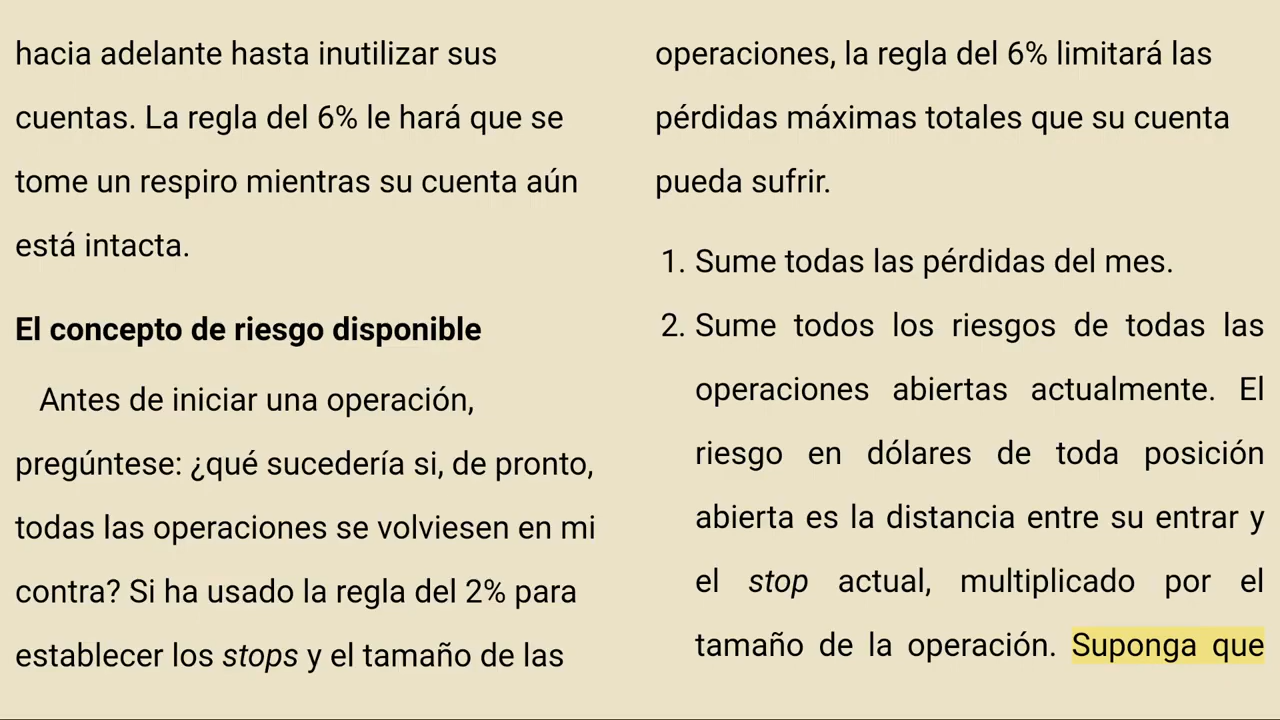 hacia adelante hasta inutilizar sus
cuentas. La regla del 6% le hará que se
tome un respiro mientras su cuenta aún
está intacta.
El concepto de riesgo disponible
Antes de iniciar una operación,
pregúntese: ¿qué sucedería si, de pronto,
todas las operaciones se volviesen en mi
contra? Si ha usado la regla del 2% para
establecer los stops y el tamaño de las
operaciones, la regla del 6% limitará las
pérdidas máximas totales que su cuenta
pueda sufrir.
1. Sume todas las pérdidas del mes.
2. Sume todos los riesgos de todas las
operaciones abiertas actualmente. El
riesgo en dólares de toda posición
abierta es la distancia entre su entrar y
el stop actual, multiplicado por el
tamaño de la operación. Suponga que